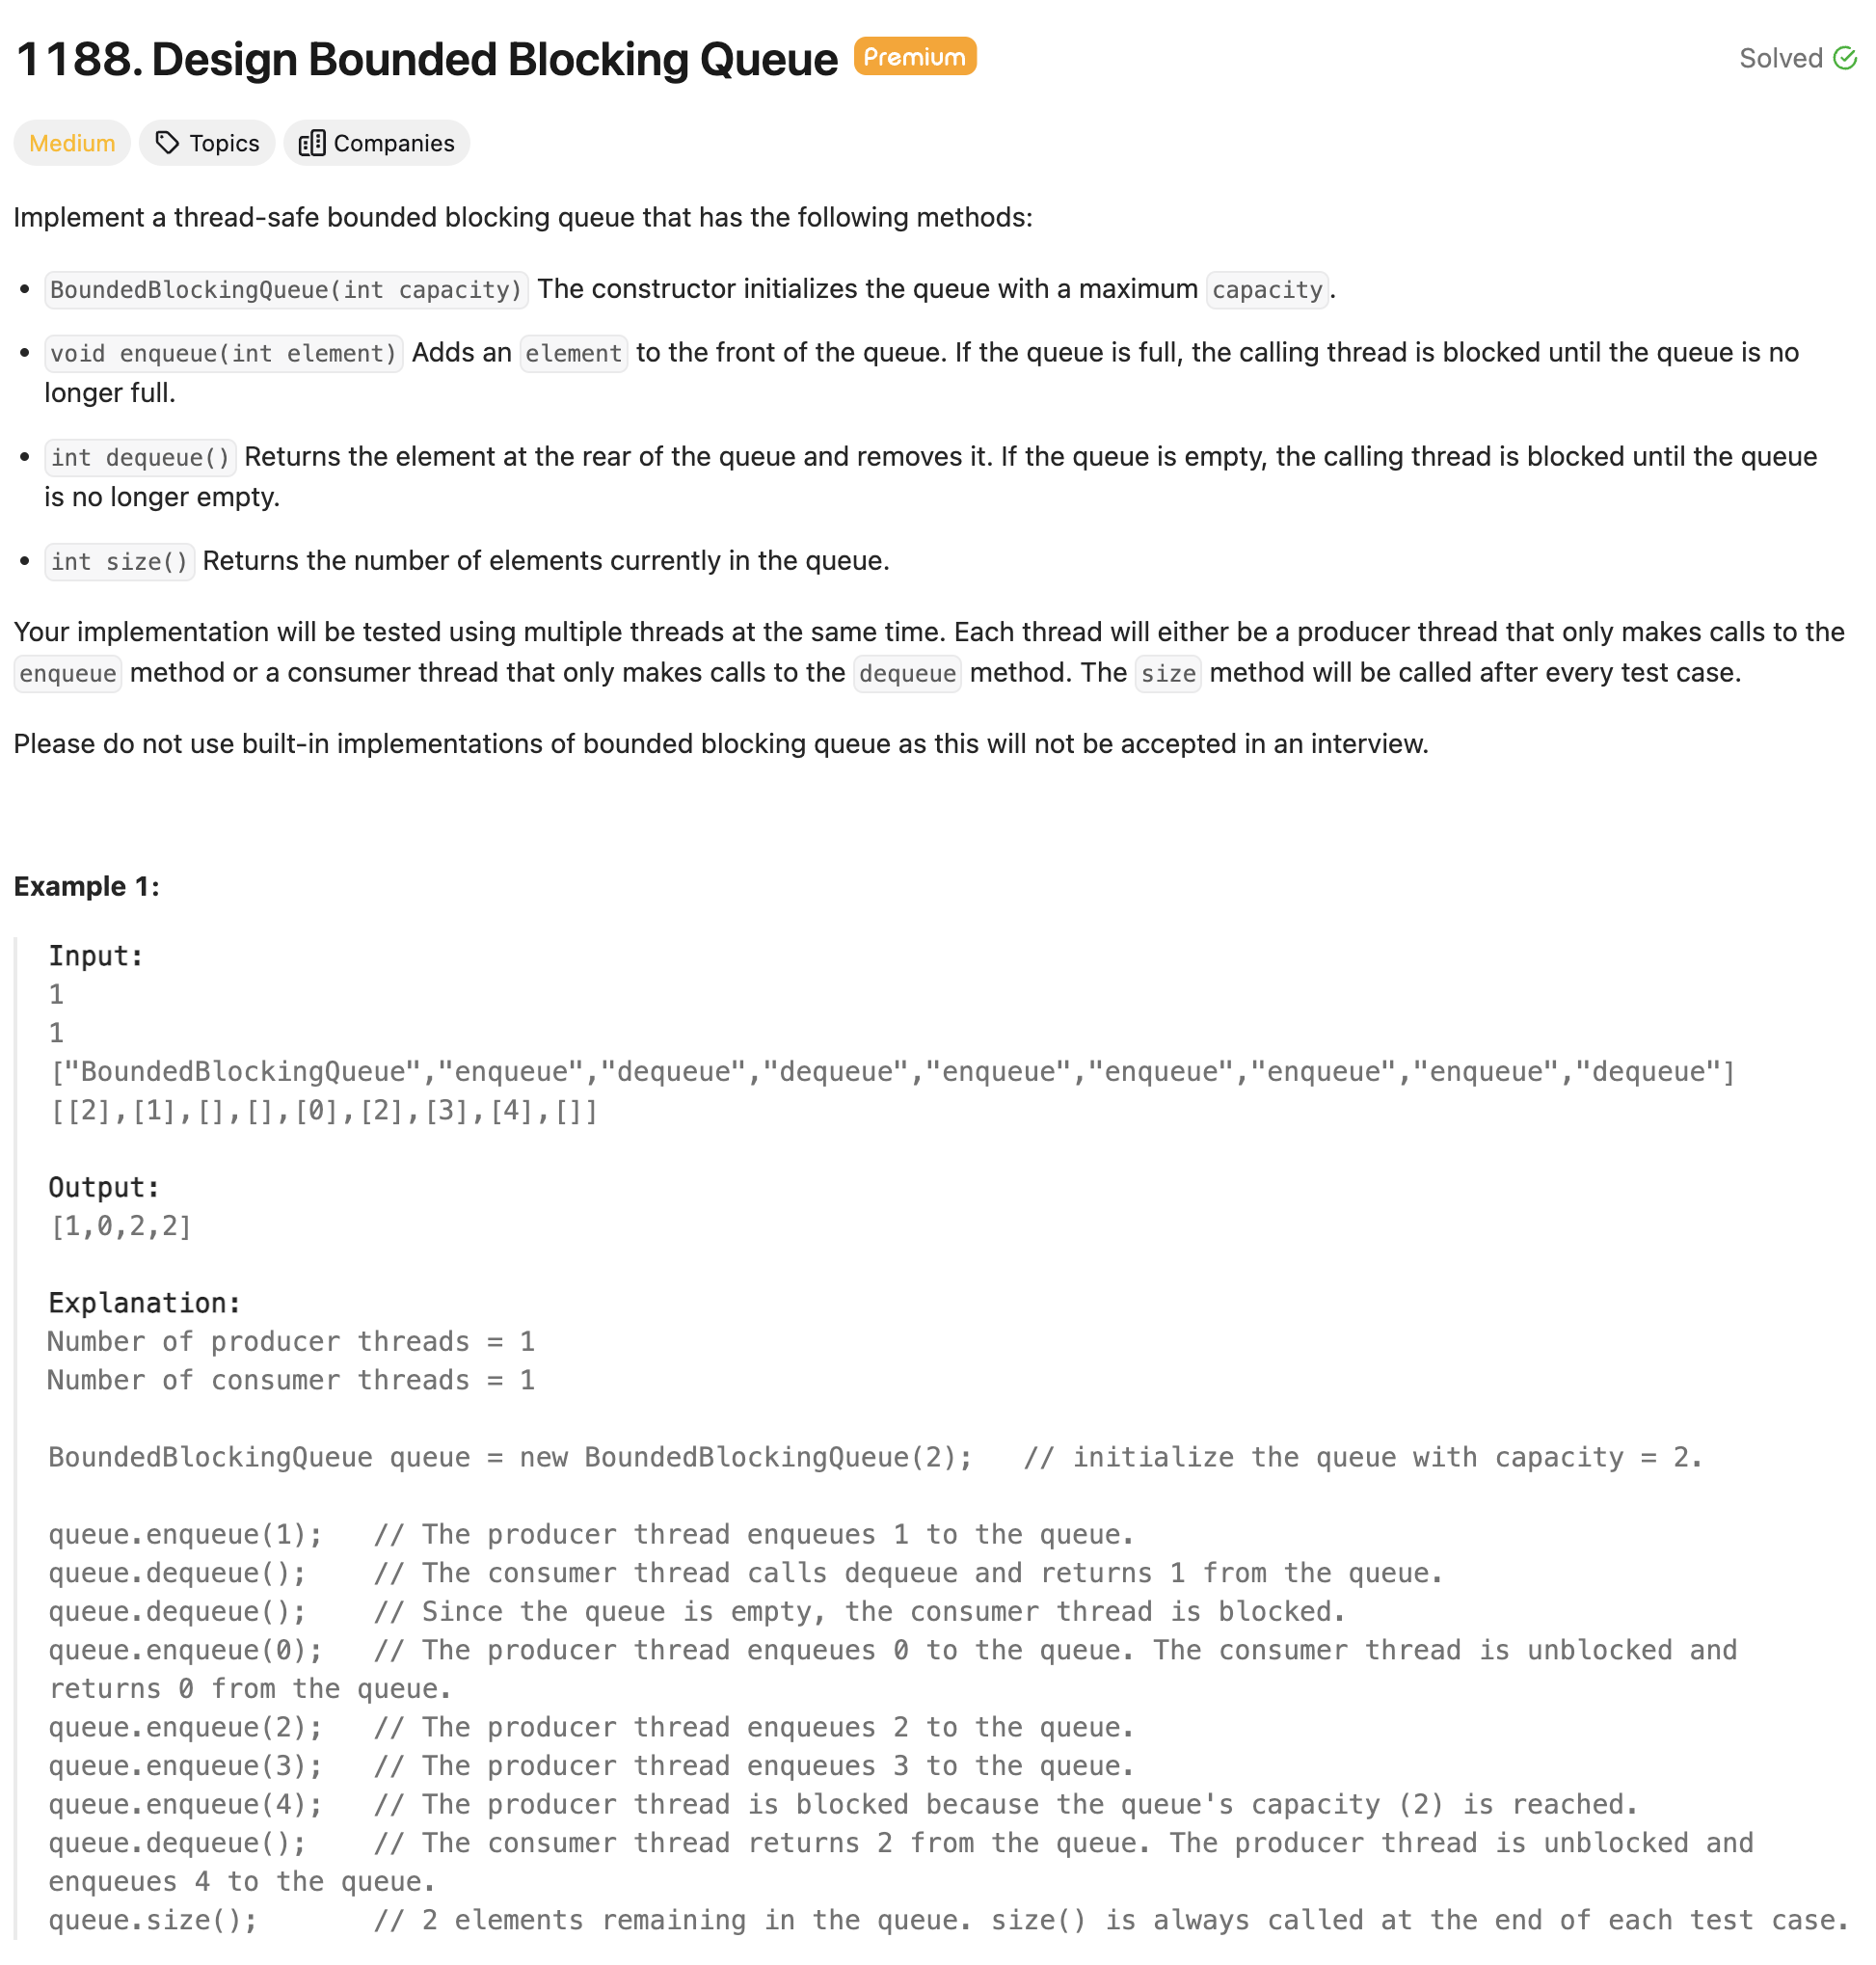 1188. Design Bounded Blocking Queue Premium Solved
Medium Topics Companies
Implement a thread-safe bounded blocking queue that has the following methods:
• BoundedBlockingQueue(int capacity) The constructor initializes the queue with a maximum capacity.
• void enqueue(int element) Adds an element to the front of the queue. If the queue is full, the calling thread is blocked until the queue is no
longer full.
• int dequeue() Returns the element at the rear of the queue and removes it. If the queue is empty, the calling thread is blocked until the queue
is no longer empty.
• int size() Returns the number of elements currently in the queue.
Your implementation will be tested using multiple threads at the same time. Each thread will either be a producer thread that only makes calls to the
enqueue method or a consumer thread that only makes calls to the dequeue method. The size method will be called after every test case.
Please do not use built-in implementations of bounded blocking queue as this will not be accepted in an interview.
Example 1:
Input:
1
1
["BoundedBlockingQueue","enqueue","dequeue","dequeue","enqueue","enqueue","enqueue","enqueue","dequeue"]
[[2],[1],[],[],[0],[2],[3],[4],[]]
Output:
[1,0,2,2]
Explanation:
Number of producer threads = 1
Number of consumer threads = 1
BoundedBlockingQueue queue = new BoundedBlockingQueue(2);   // initialize the queue with capacity = 2.
queue.enqueue(1);   // The producer thread enqueues 1 to the queue.
queue.dequeue();    // The consumer thread calls dequeue and returns 1 from the queue.
queue.dequeue();    // Since the queue is empty, the consumer thread is blocked.
queue.enqueue(0);   // The producer thread enqueues 0 to the queue. The consumer thread is unblocked and
returns 0 from the queue.
queue.enqueue(2);   // The producer thread enqueues 2 to the queue.
queue.enqueue(3);   // The producer thread enqueues 3 to the queue.
queue.enqueue(4);   // The producer thread is blocked because the queue's capacity (2) is reached.
queue.dequeue();    // The consumer thread returns 2 from the queue. The producer thread is unblocked and
enqueues 4 to the queue.
queue.size();       // 2 elements remaining in the queue. size() is always called at the end of each test case.